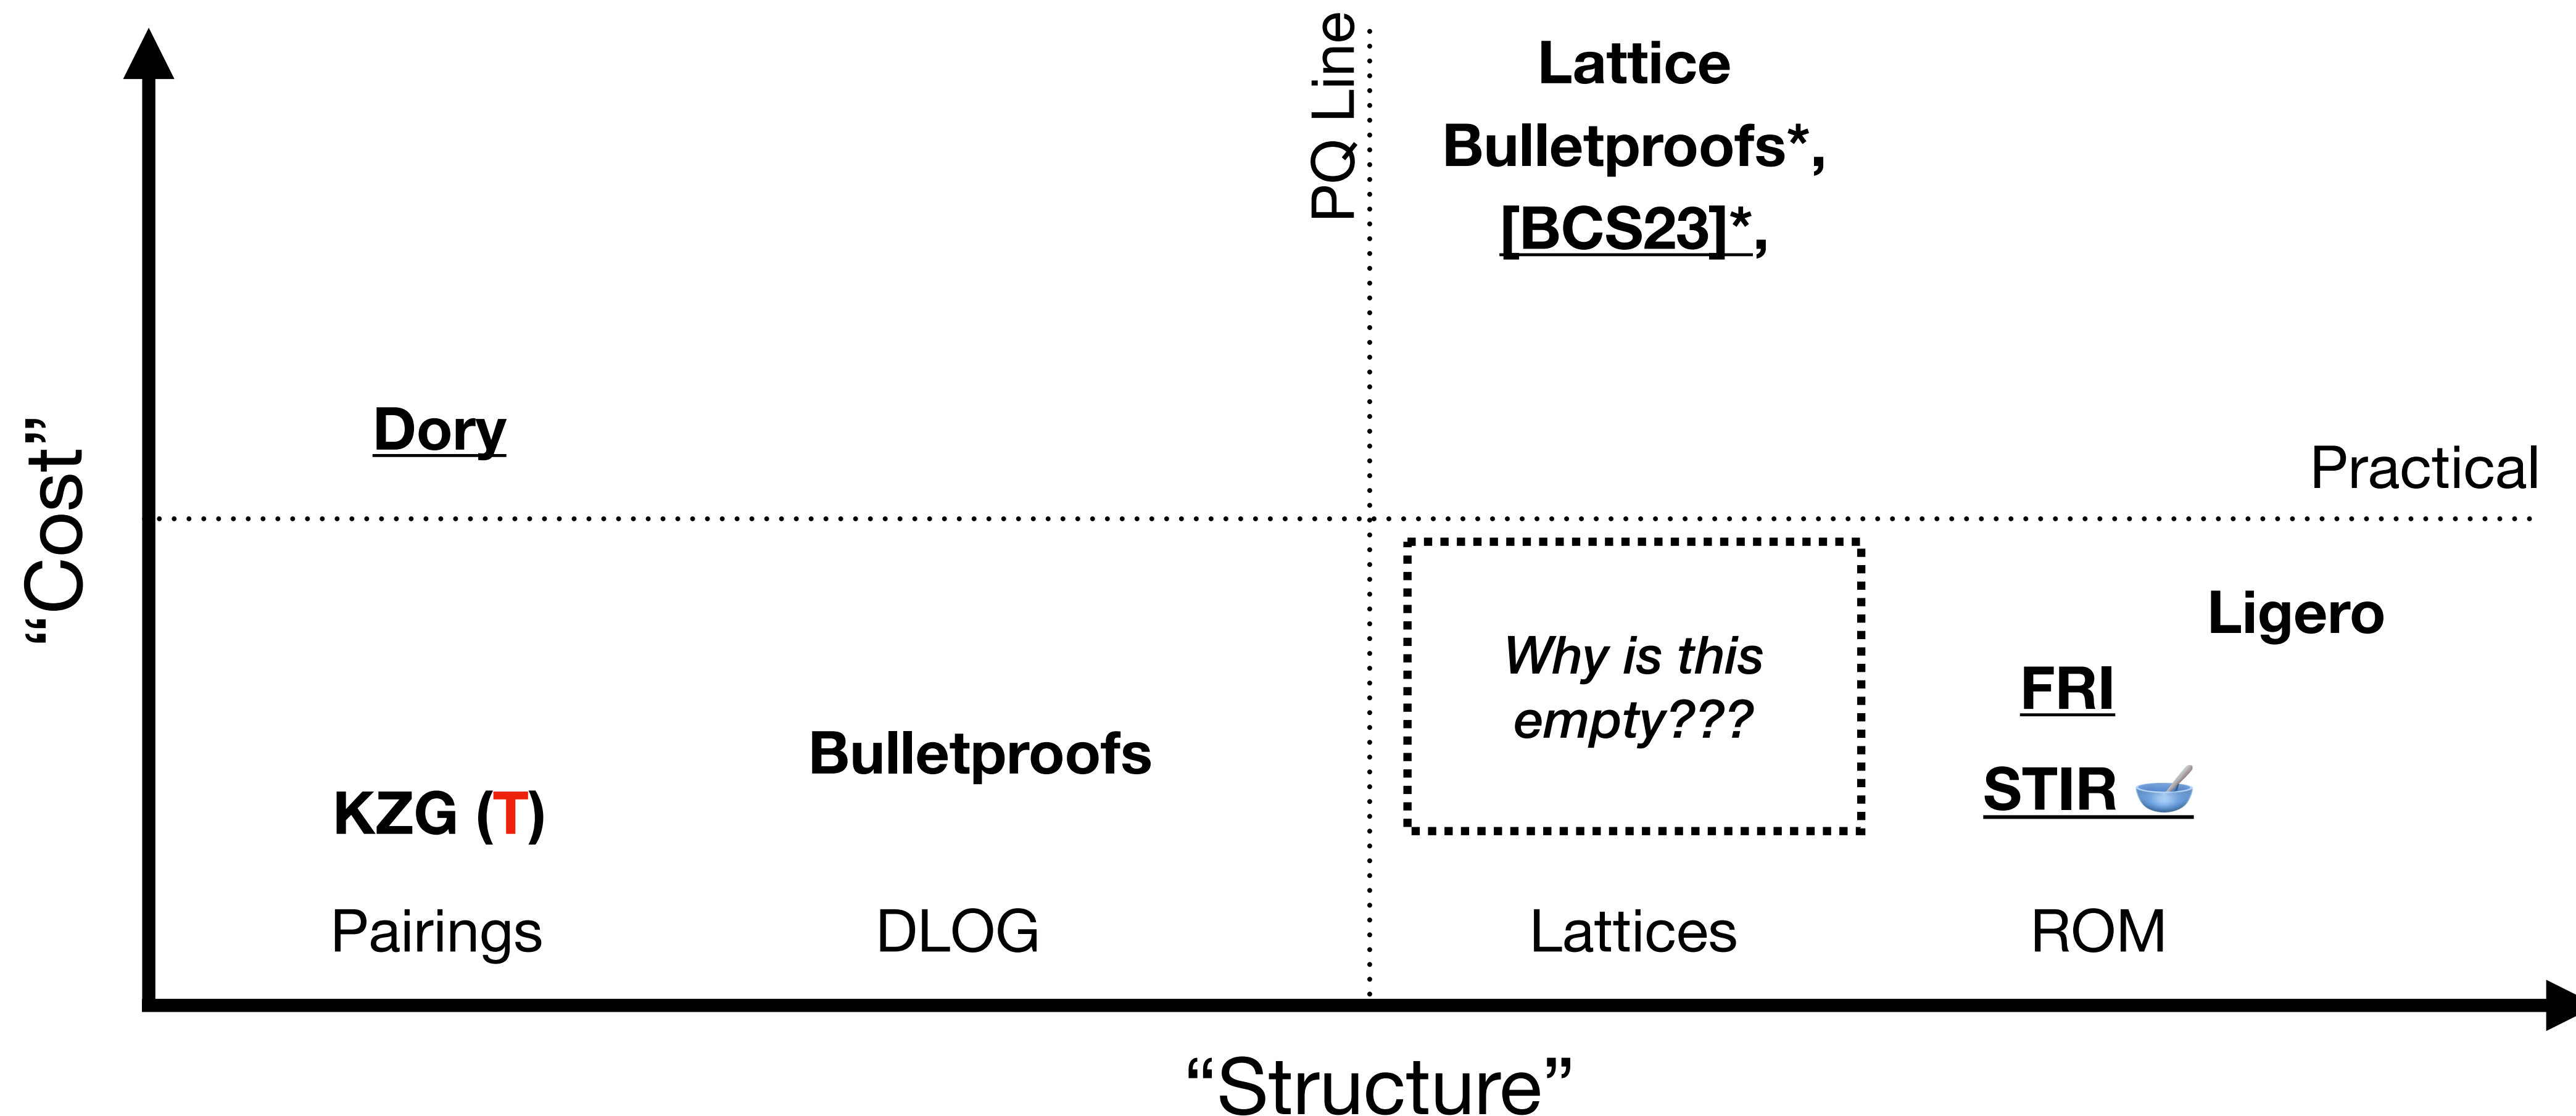 PQ Line
Lattice
Bulletproofs*,
[BCS23]*,
Dory
Practical
“Cost”
Why is this
empty???
Ligero
FRI
STIR 🥣
Bulletproofs
KZG (T)
Pairings
DLOG
Lattices
ROM
“Structure”